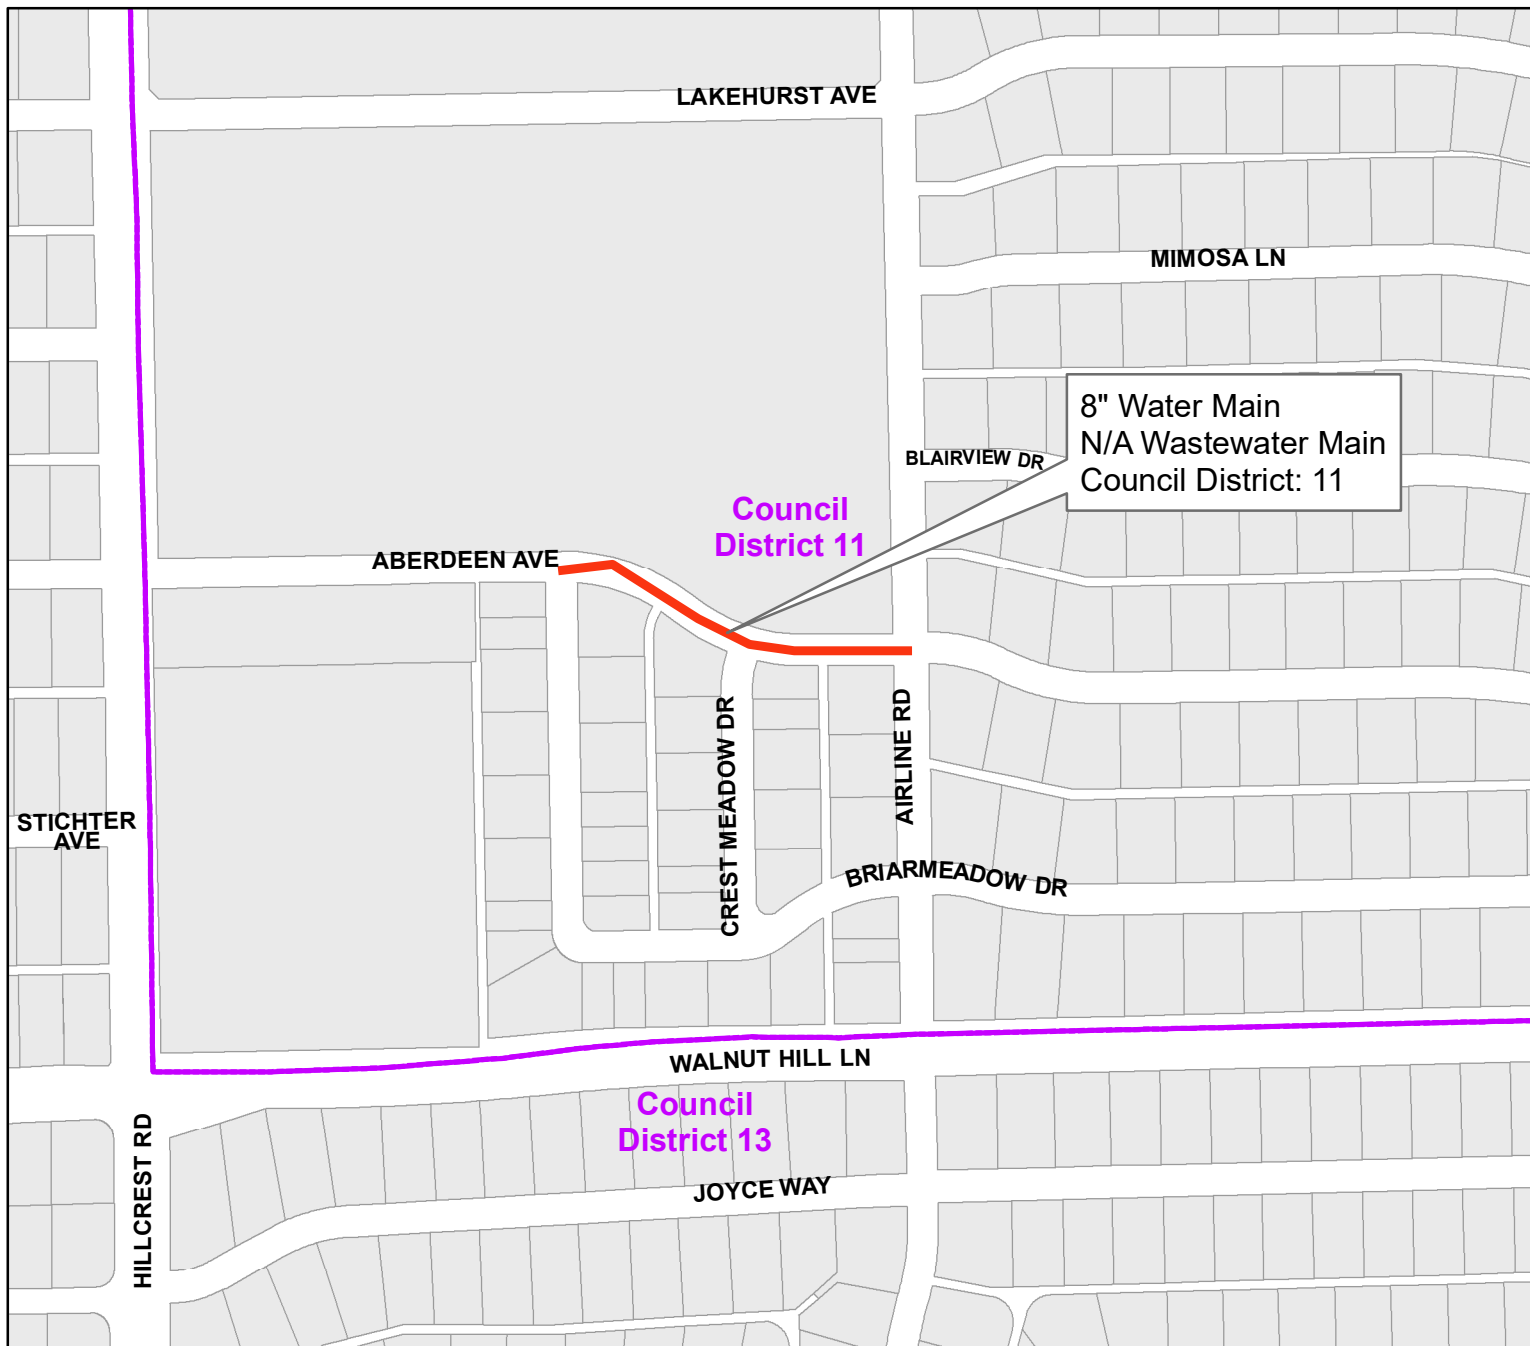 LAKEHURST AVE
MIMOSA LN
8" Water Main
N/A Wastewater Main
Council District: 11
BLAIRVIEW DR
Council
District 11
ABERDEEN AVE
CREST MEADOW DR
AIRLINE RD
STICHTER
AVE
BRIARMEADOW DR
WALNUT HILL LN
Council
District 13
HILLCREST RD
JOYCE WAY